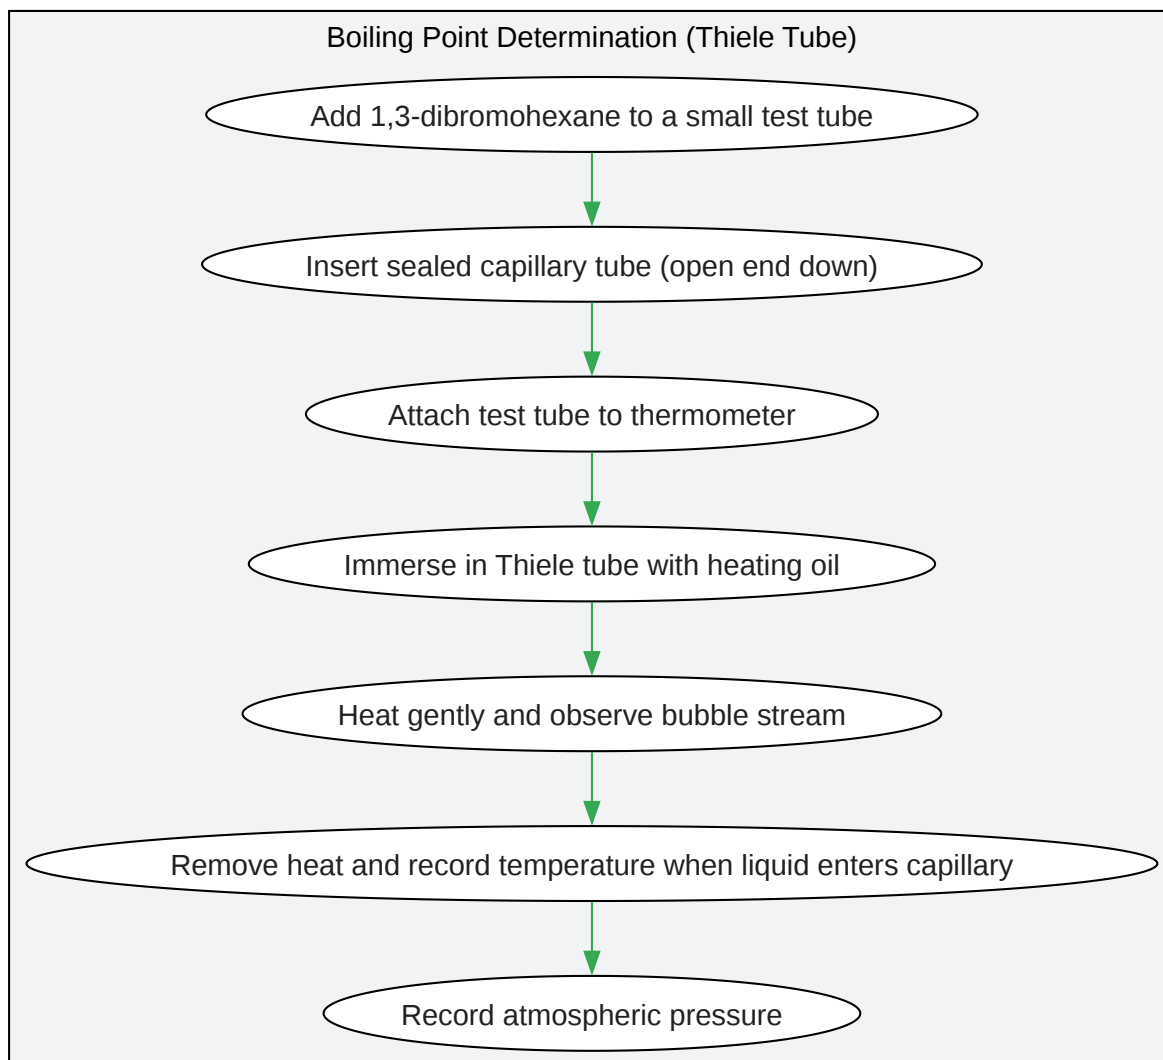 Boiling Point Determination (Thiele Tube)
Add 1,3-dibromohexane to a small test tube
Insert sealed capillary tube (open end down)
Attach test tube to thermometer
Immerse in Thiele tube with heating oil
Heat gently and observe bubble stream
Remove heat and record temperature when liquid enters capillary
Record atmospheric pressure